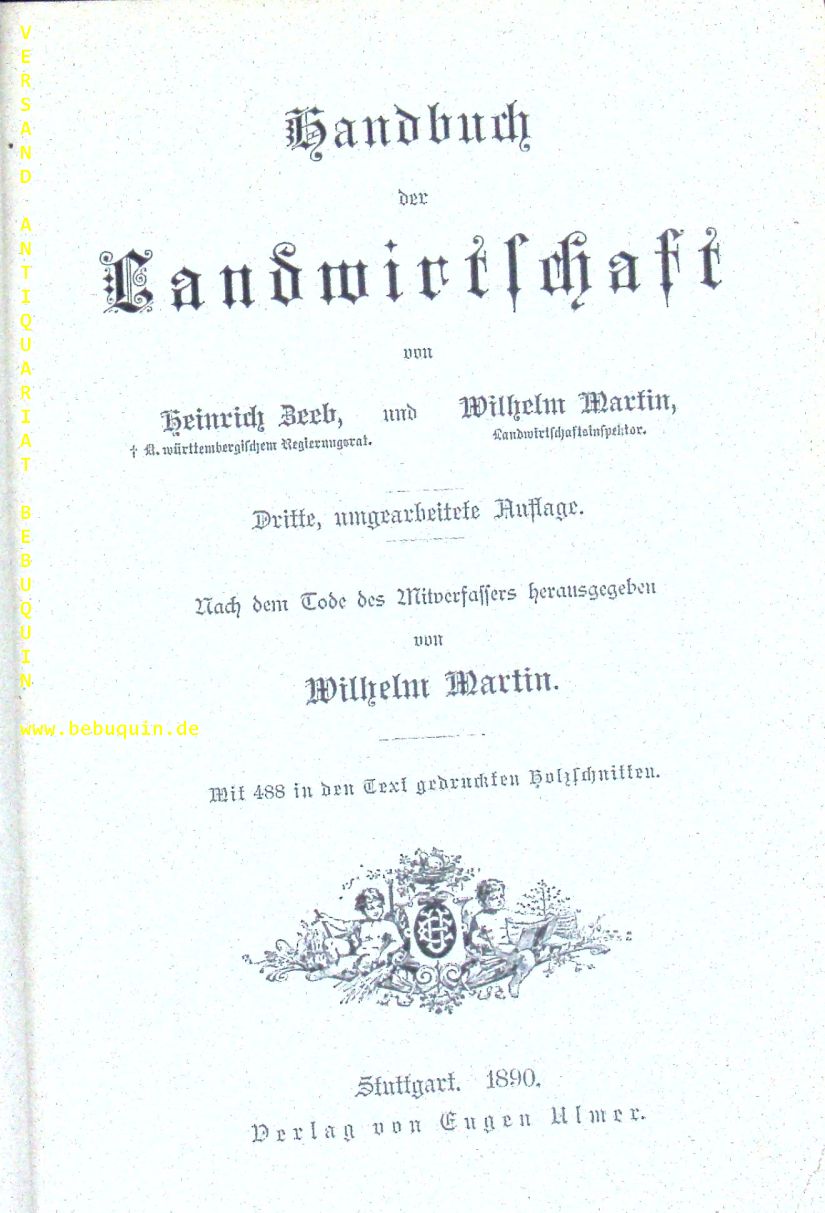 Handbuch
der
Landwirtschaft
von
Heinrich Zeeb, und Wilhelm Martin,
† K. württembergischem Regierungsrat. Landwirtschaftsinspektor.
Dritte, umgearbeitete Auflage.
Nach dem Tode des Mitverfassers herausgegeben
von
Wilhelm Martin.
Mit 488 in den Text gedruckten Holzschnitten.
Stuttgart. 1890.
Verlag von Eugen Ulmer.
VERSAND ANTIQUARIAT BEBUQUIN
www.bebuquin.de